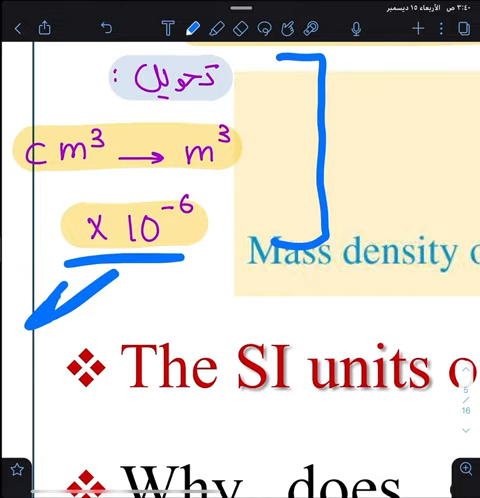 ٣:٤٠ ص الأربعاء ١٥ ديسمبر
تحويل :
cm³ → m³
x 10⁻⁶
Mass density o
❖ The SI units o
5
/
16
❖ Why does